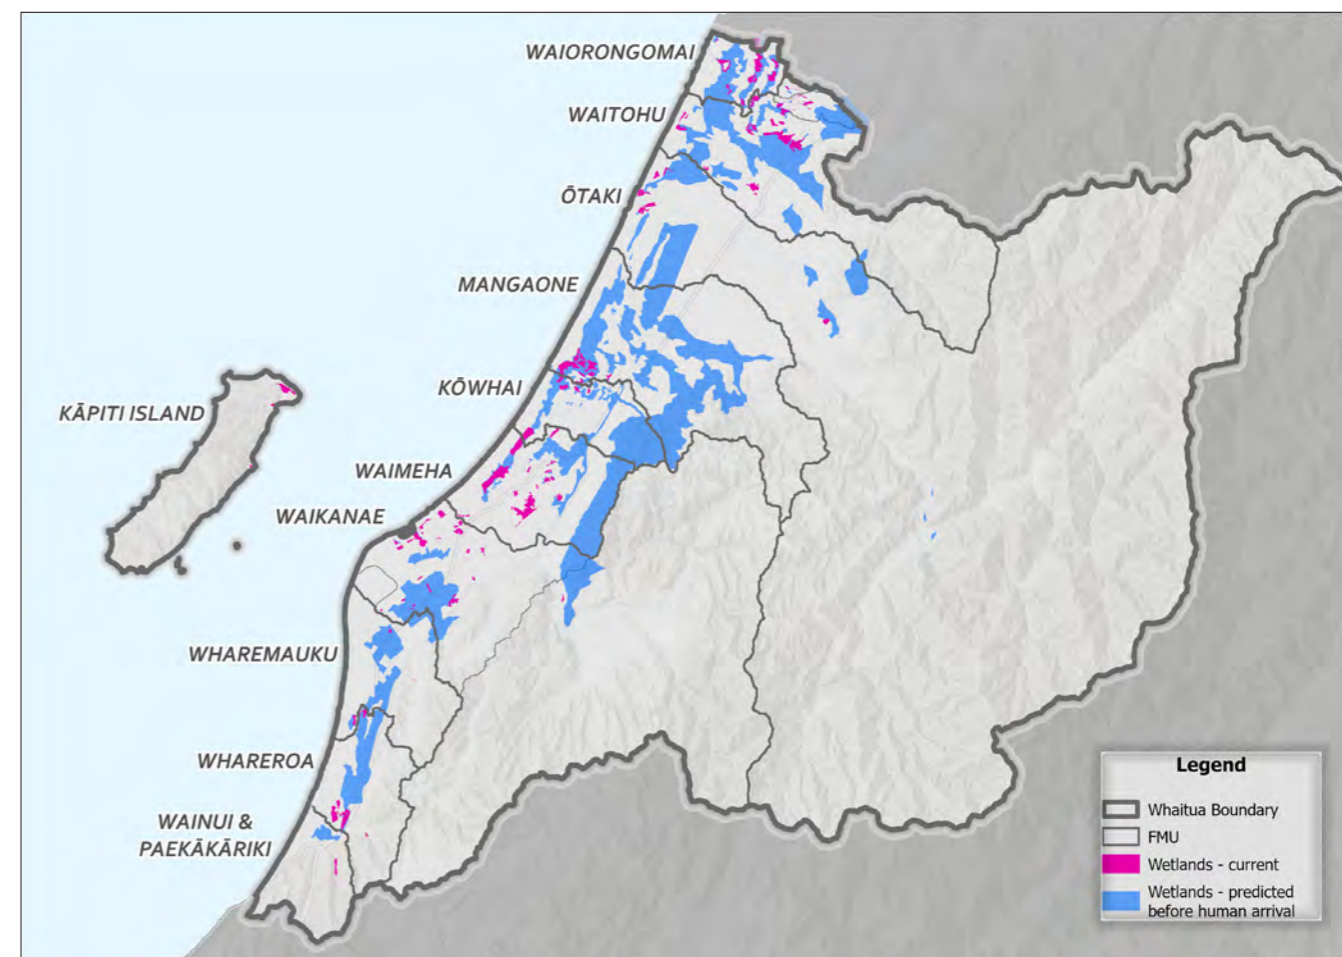 WAIORONGOMAI
WAITOHU
ŌTAKI
MANGAONE
KŌWHAI
KĀPITI ISLAND
WAIMEHA
WAIKANAE
WHAREMAUKU
WHAREROA
WAINUI &
PAEKĀKĀRIKI
Legend
Whaitua Boundary
FMU
Wetlands - current
Wetlands - predicted
before human arrival